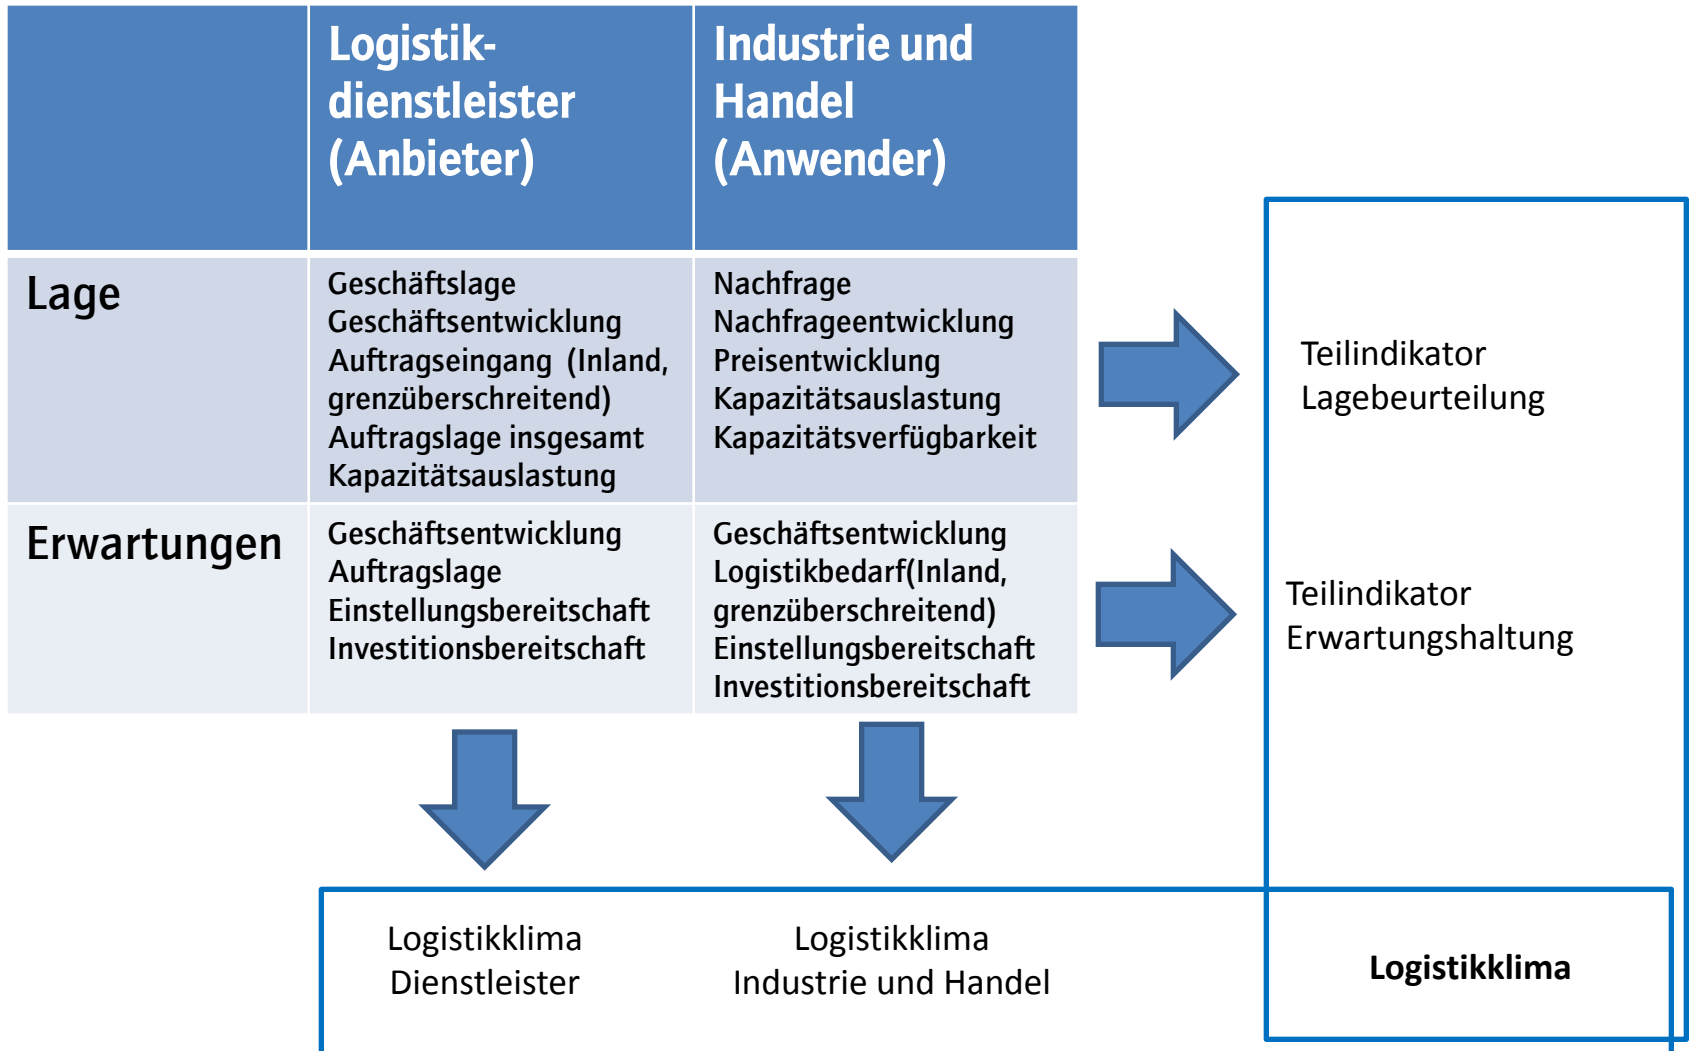 Logistik-
dienstleister
(Anbieter)
Industrie und
Handel
(Anwender)
Lage
Geschäftslage
Geschäftsentwicklung
Auftragseingang (Inland,
grenzüberschreitend)
Auftragslage insgesamt
Kapazitätsauslastung
Nachfrage
Nachfrageentwicklung
Preisentwicklung
Kapazitätsauslastung
Kapazitätsverfügbarkeit
Teilindikator
Lagebeurteilung
Erwartungen
Geschäftsentwicklung
Auftragslage
Einstellungsbereitschaft
Investitionsbereitschaft
Geschäftsentwicklung
Logistikbedarf(Inland,
grenzüberschreitend)
Einstellungsbereitschaft
Investitionsbereitschaft
Teilindikator
Erwartungshaltung
Logistikklima
Dienstleister
Logistikklima
Industrie und Handel
Logistikklima